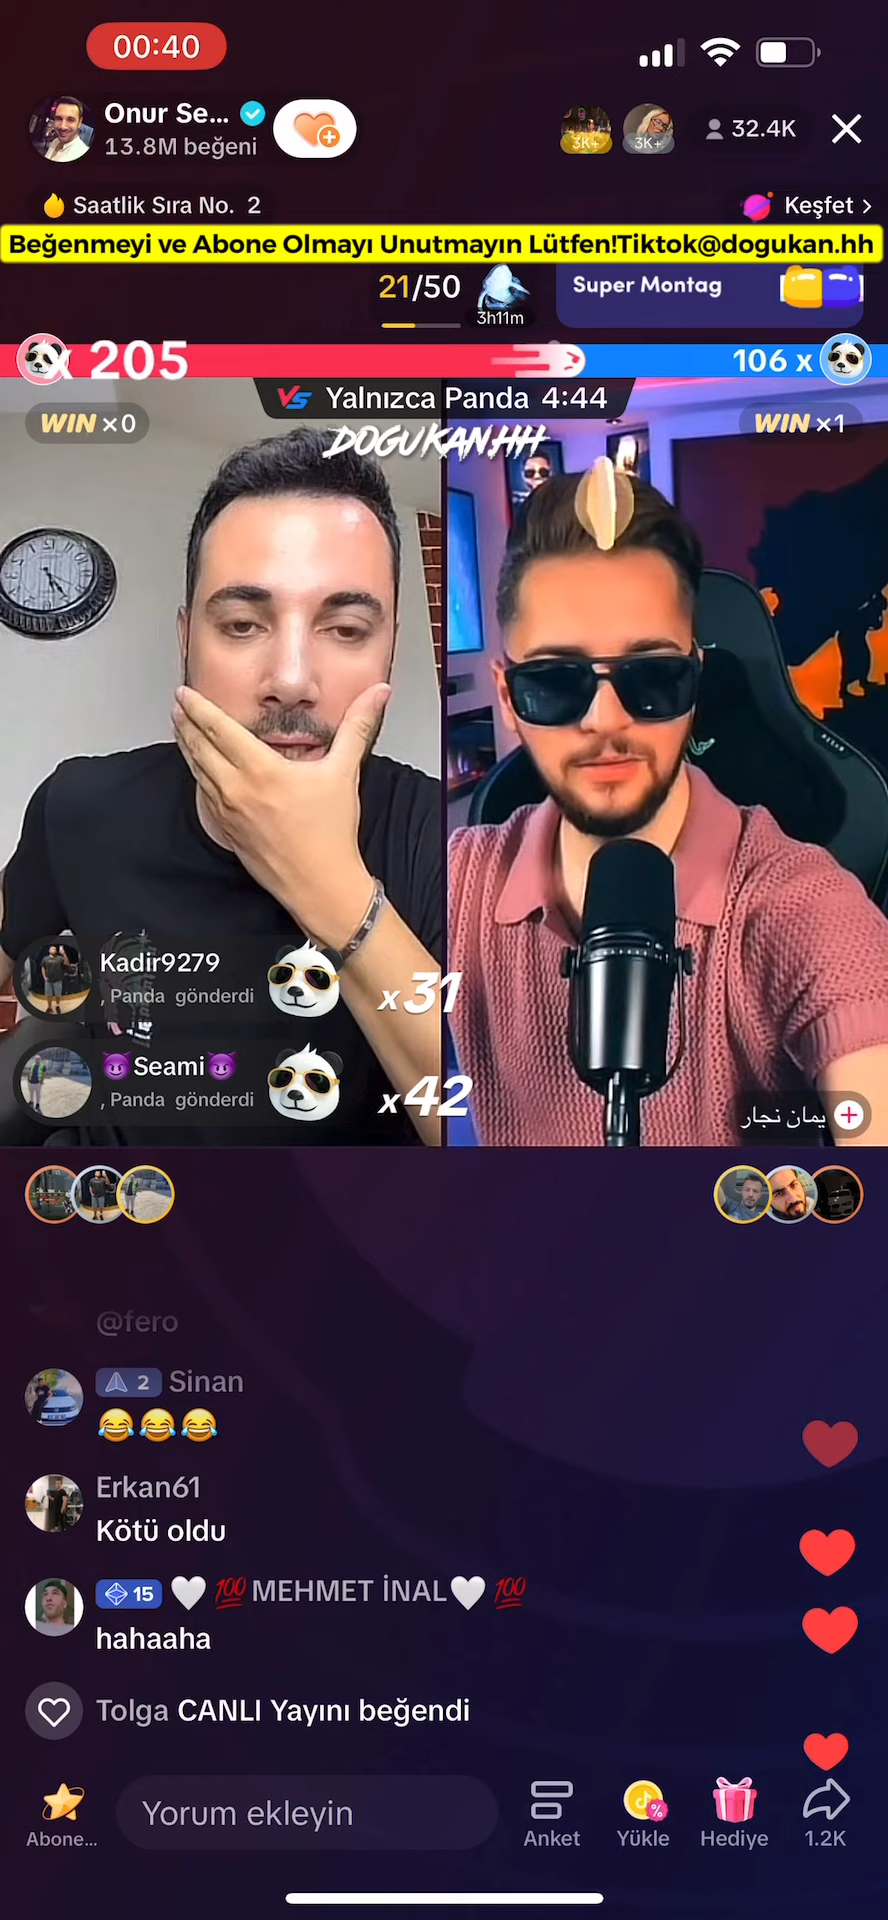 00:40
Onur Se...
13.8M beğeni
3K+
3K+
32.4K
Saatlik Sıra No. 2
Keşfet >
Beğenmeyi ve Abone Olmayı Unutmayın Lütfen!Tiktok@dogukan.hh
21/50
3h11m
Super Montag
x 205
106 x
VS Yalnızca Panda 4:44
WIN x0
WIN x1
DOGUKAN.HH
Kadir9279
, Panda gönderdi
x31
😈Seami😈
, Panda gönderdi
x42
يمان نجار
@fero
2 Sinan
😂😂😂
Erkan61
Kötü oldu
15 🤍💯MEHMET İNAL🤍💯
hahaaha
Tolga CANLI Yayını beğendi
Abone...
Yorum ekleyin
Anket
Yükle
Hediye
1.2K